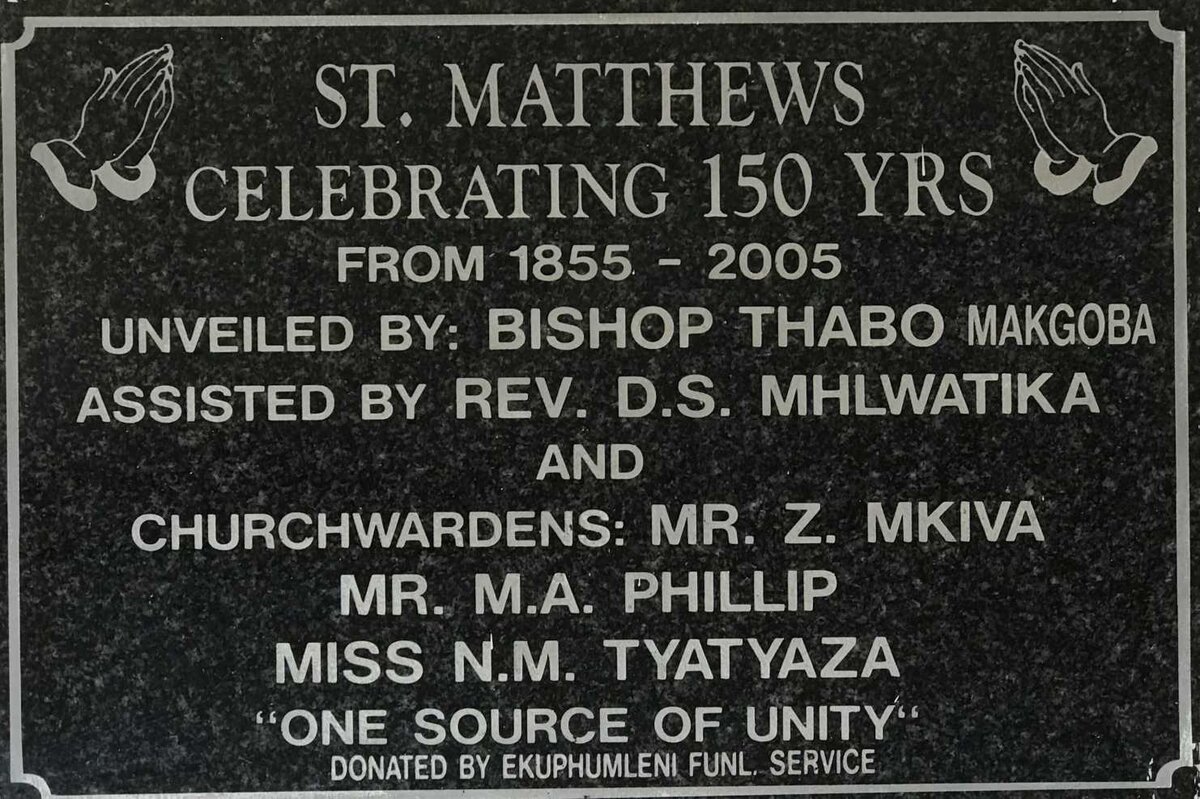 ST. MATTHEWS
CELEBRATING 150 YRS
FROM 1855 - 2005
UNVEILED BY: BISHOP THABO MAKGOBA
ASSISTED BY REV. D.S. MHLWATIKA
AND
CHURCHWARDENS: MR. Z. MKIVA
MR. M.A. PHILLIP
MISS N.M. TYATYAZA
“ONE SOURCE OF UNITY“
DONATED BY EKUPHUMLENI FUNL. SERVICE